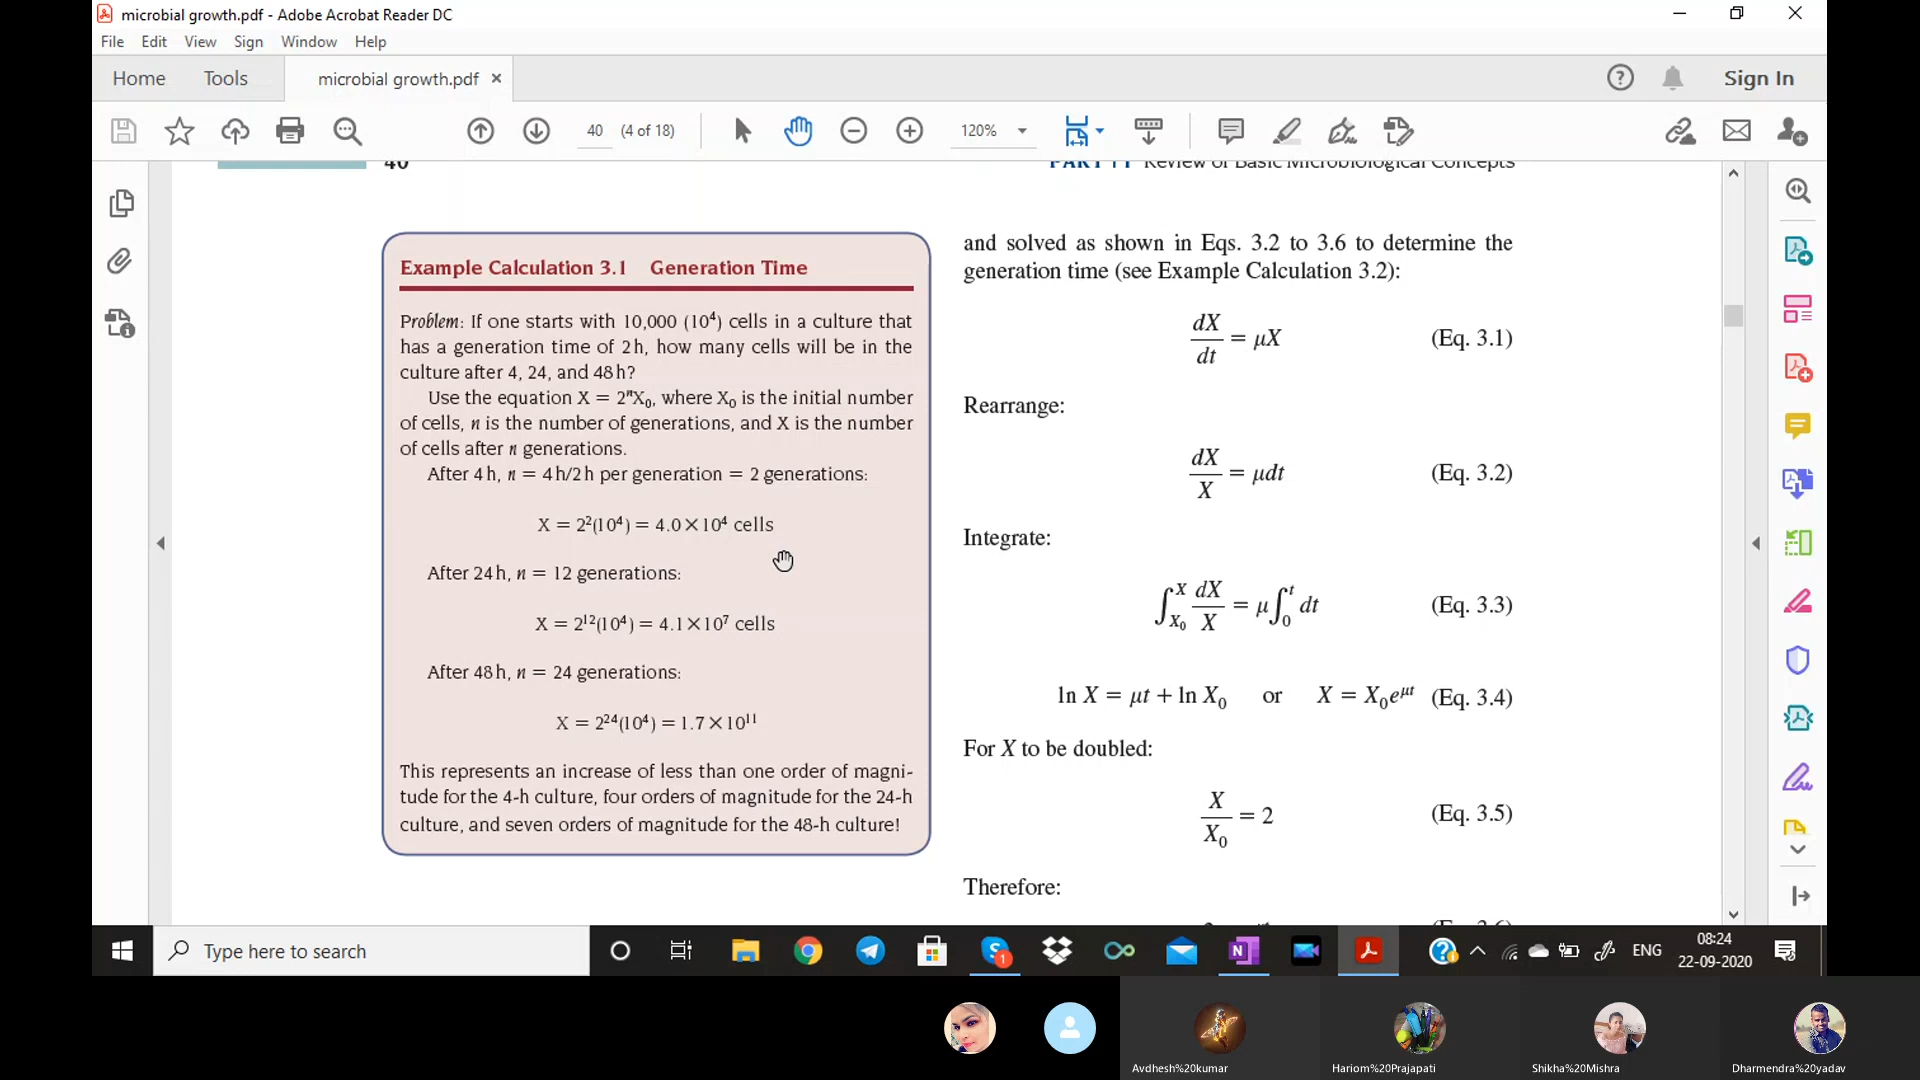 microbial growth.pdf - Adobe Acrobat Reader DC
File Edit View Sign Window Help
Home Tools microbial growth.pdf × Sign In
40 (4 of 18) 120%
40 PART | I Review of Basic Microbiological Concepts
Example Calculation 3.1 Generation Time
Problem: If one starts with 10,000 (10⁴) cells in a culture that
has a generation time of 2h, how many cells will be in the
culture after 4, 24, and 48h?
Use the equation X = 2ⁿX₀, where X₀ is the initial number
of cells, n is the number of generations, and X is the number
of cells after n generations.
After 4h, n = 4h/2h per generation = 2 generations:
X = 2²(10⁴) = 4.0×10⁴ cells
After 24h, n = 12 generations:
X = 2¹²(10⁴) = 4.1×10⁷ cells
After 48h, n = 24 generations:
X = 2²⁴(10⁴) = 1.7×10¹¹
This represents an increase of less than one order of magni-
tude for the 4-h culture, four orders of magnitude for the 24-h
culture, and seven orders of magnitude for the 48-h culture!
and solved as shown in Eqs. 3.2 to 3.6 to determine the
generation time (see Example Calculation 3.2):
dX/dt = μX (Eq. 3.1)
Rearrange:
dX/X = μdt (Eq. 3.2)
Integrate:
∫_X₀^X dX/X = μ∫_0^t dt (Eq. 3.3)
ln X = μt + ln X₀ or X = X₀e^μt (Eq. 3.4)
For X to be doubled:
X/X₀ = 2 (Eq. 3.5)
Therefore:
Type here to search
1
ENG
08:24
22-09-2020
Avdhesh%20kumar Hariom%20Prajapati Shikha%20Mishra Dharmendra%20yadav